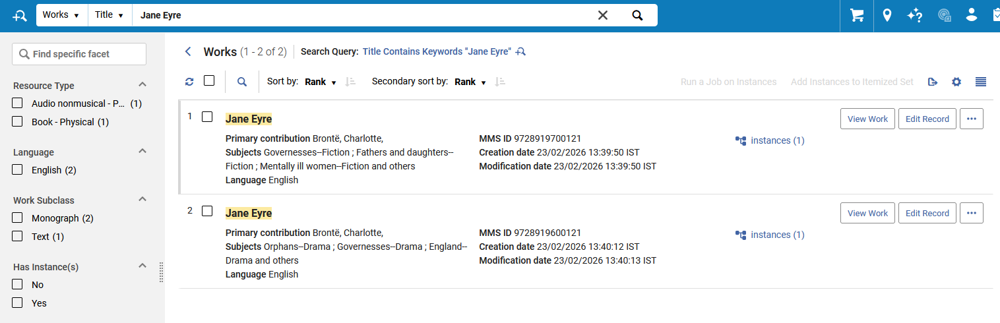 Works Title Jane Eyre
Find specific facet
Resource Type
Audio nonmusical - P... (1)
Book - Physical (1)
Language
English (2)
Work Subclass
Monograph (2)
Text (1)
Has Instance(s)
No
Yes
Works (1 - 2 of 2) Search Query: Title Contains Keywords "Jane Eyre"
Sort by: Rank Secondary sort by: Rank Run a Job on Instances Add Instances to Itemized Set
1 Jane Eyre View Work Edit Record
Primary contribution Brontë, Charlotte, MMS ID 9728919700121 instances (1)
Subjects Governesses--Fiction ; Fathers and daughters-- Creation date 23/02/2026 13:39:50 IST
Fiction ; Mentally ill women--Fiction and others Modification date 23/02/2026 13:39:50 IST
Language English
2 Jane Eyre View Work Edit Record
Primary contribution Brontë, Charlotte, MMS ID 9728919600121 instances (1)
Subjects Orphans--Drama ; Governesses--Drama ; England-- Creation date 23/02/2026 13:40:12 IST
Drama and others Modification date 23/02/2026 13:40:13 IST
Language English